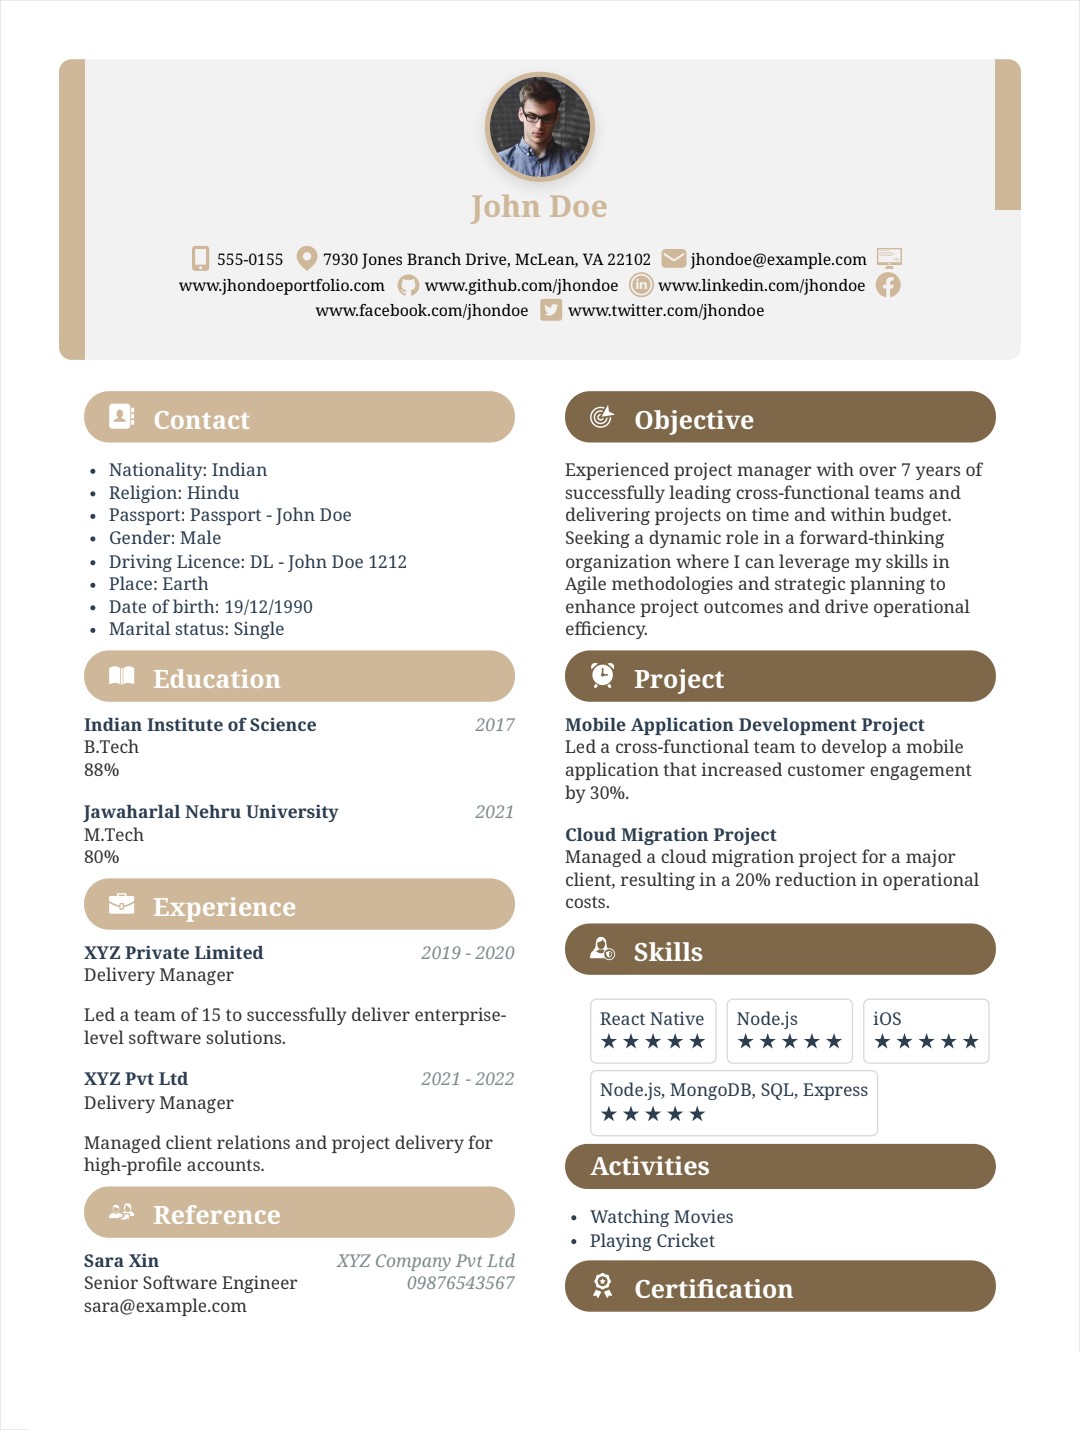 John Doe
555-0155 7930 Jones Branch Drive, McLean, VA 22102 jhondoe@example.com
www.jhondoeportfolio.com www.github.com/jhondoe www.linkedin.com/jhondoe
www.facebook.com/jhondoe www.twitter.com/jhondoe
Contact
• Nationality: Indian
• Religion: Hindu
• Passport: Passport - John Doe
• Gender: Male
• Driving Licence: DL - John Doe 1212
• Place: Earth
• Date of birth: 19/12/1990
• Marital status: Single
Education
Indian Institute of Science 2017
B.Tech
88%
Jawaharlal Nehru University 2021
M.Tech
80%
Experience
XYZ Private Limited 2019 - 2020
Delivery Manager
Led a team of 15 to successfully deliver enterprise-
level software solutions.
XYZ Pvt Ltd 2021 - 2022
Delivery Manager
Managed client relations and project delivery for
high-profile accounts.
Reference
Sara Xin XYZ Company Pvt Ltd
Senior Software Engineer 09876543567
sara@example.com
Objective
Experienced project manager with over 7 years of
successfully leading cross-functional teams and
delivering projects on time and within budget.
Seeking a dynamic role in a forward-thinking
organization where I can leverage my skills in
Agile methodologies and strategic planning to
enhance project outcomes and drive operational
efficiency.
Project
Mobile Application Development Project
Led a cross-functional team to develop a mobile
application that increased customer engagement
by 30%.
Cloud Migration Project
Managed a cloud migration project for a major
client, resulting in a 20% reduction in operational
costs.
Skills
React Native Node.js iOS
★★★★★ ★★★★★ ★★★★★
Node.js, MongoDB, SQL, Express
★★★★★
Activities
• Watching Movies
• Playing Cricket
Certification